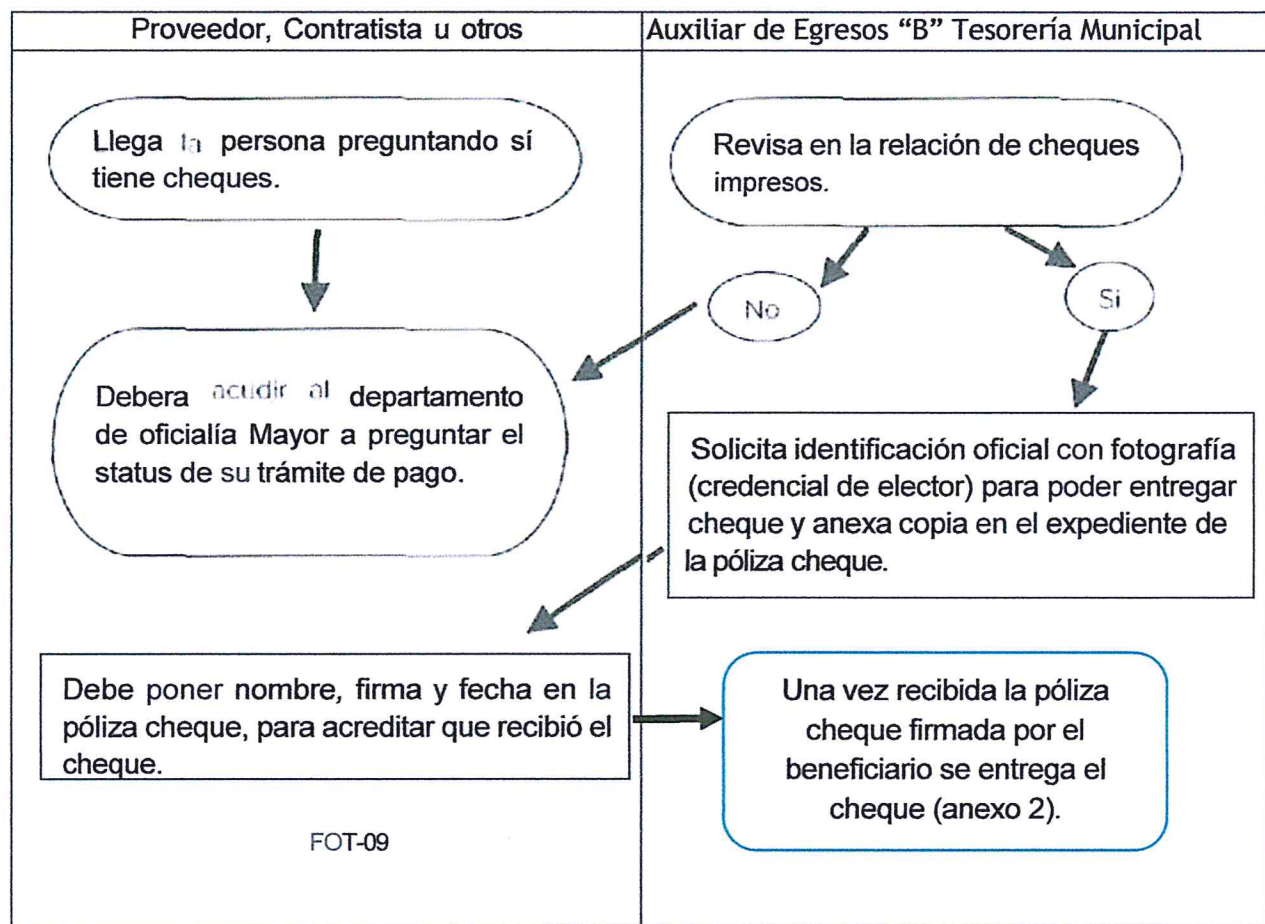 Proveedor, Contratista u otros
Auxiliar de Egresos “B” Tesorería Municipal
Llega la persona preguntando sí
tiene cheques.
Revisa en la relación de cheques
impresos.
No
Si
Debera acudir al departamento
de oficialía Mayor a preguntar el
status de su trámite de pago.
Solicita identificación oficial con fotografía
(credencial de elector) para poder entregar
cheque y anexa copia en el expediente de
la póliza cheque.
Debe poner nombre, firma y fecha en la
póliza cheque, para acreditar que recibió el
cheque.
Una vez recibida la póliza
cheque firmada por el
beneficiario se entrega el
cheque (anexo 2).
FOT-09